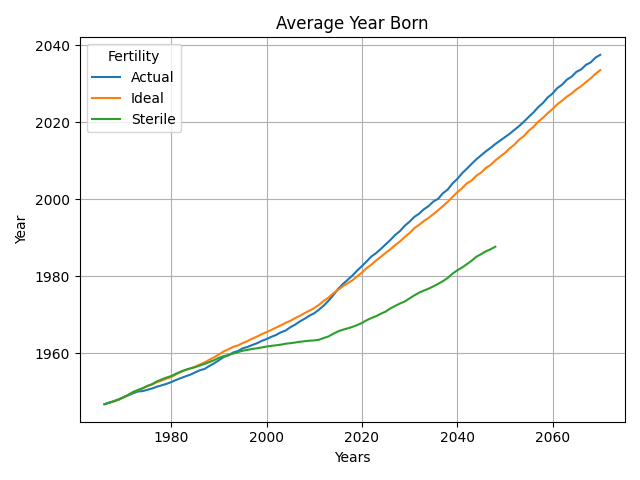 Average Year Born
Fertility
Actual
Ideal
Sterile
2040
2020
2000
1980
1960
Year
1980 2000 2020 2040 2060
Years